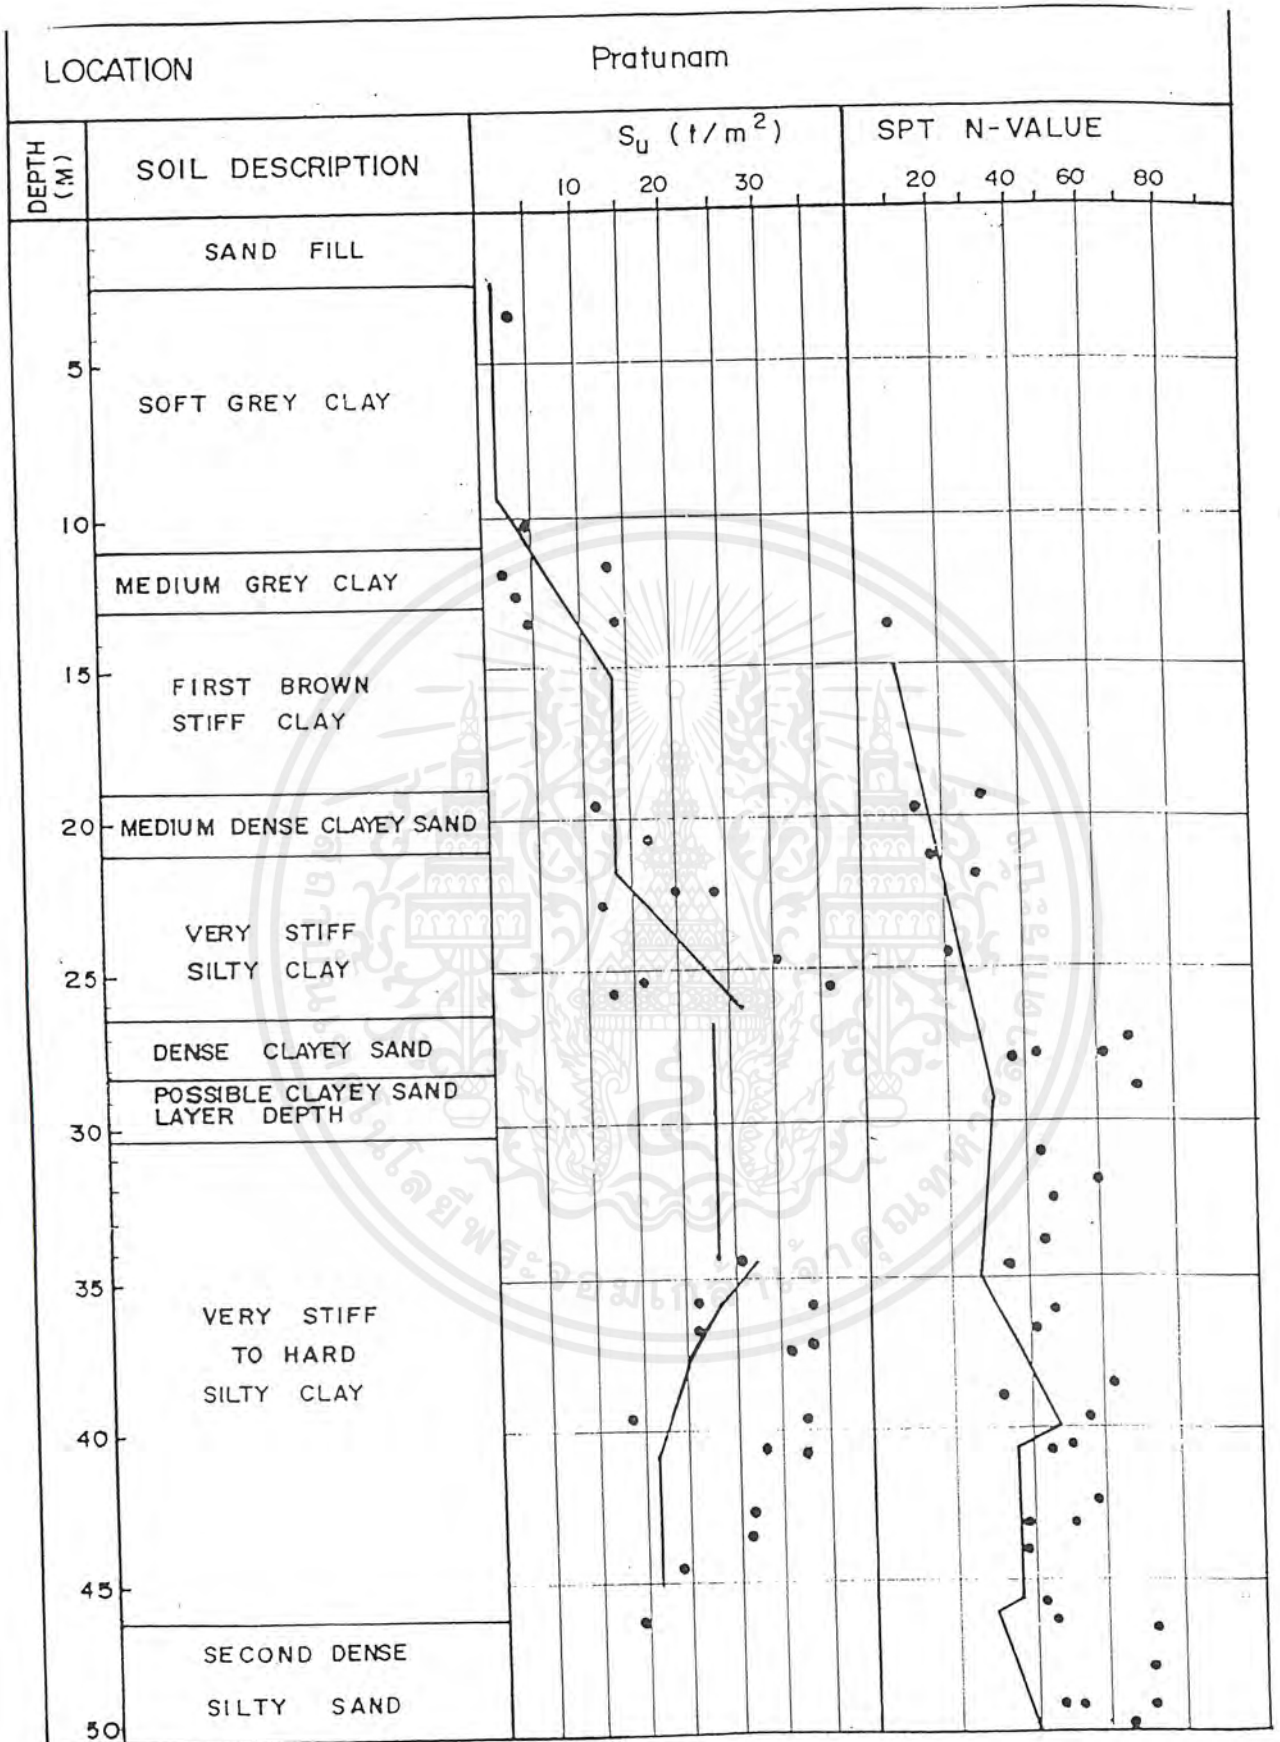 LOCATION Pratunam
DEPTH (M)
SOIL DESCRIPTION
Su (t/m²)
SPT N-VALUE
10 20 30
20 40 60 80
SAND FILL
5
SOFT GREY CLAY
10
MEDIUM GREY CLAY
15
FIRST BROWN
STIFF CLAY
20
MEDIUM DENSE CLAYEY SAND
VERY STIFF
SILTY CLAY
25
DENSE CLAYEY SAND
POSSIBLE CLAYEY SAND
LAYER DEPTH
30
35
VERY STIFF
TO HARD
SILTY CLAY
40
45
SECOND DENSE
SILTY SAND
50